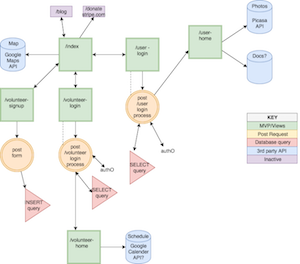 /blog
/donate
stripe.com
Photos
Map
Google
Maps
API
/index
/user -
login
/user-
home
Picasa
API
Docs?
/volunteer-
signup
/volunteer-
login
post
/user
login
process
post
form
post
/volunteer
login
process
authO
authO
SELECT
query
SELECT
query
INSERT
query
/volunteer-
home
Schedule
Google
Calender
API?
KEY
MVP/Views
Post Request
Database query
3rd party API
Inactive